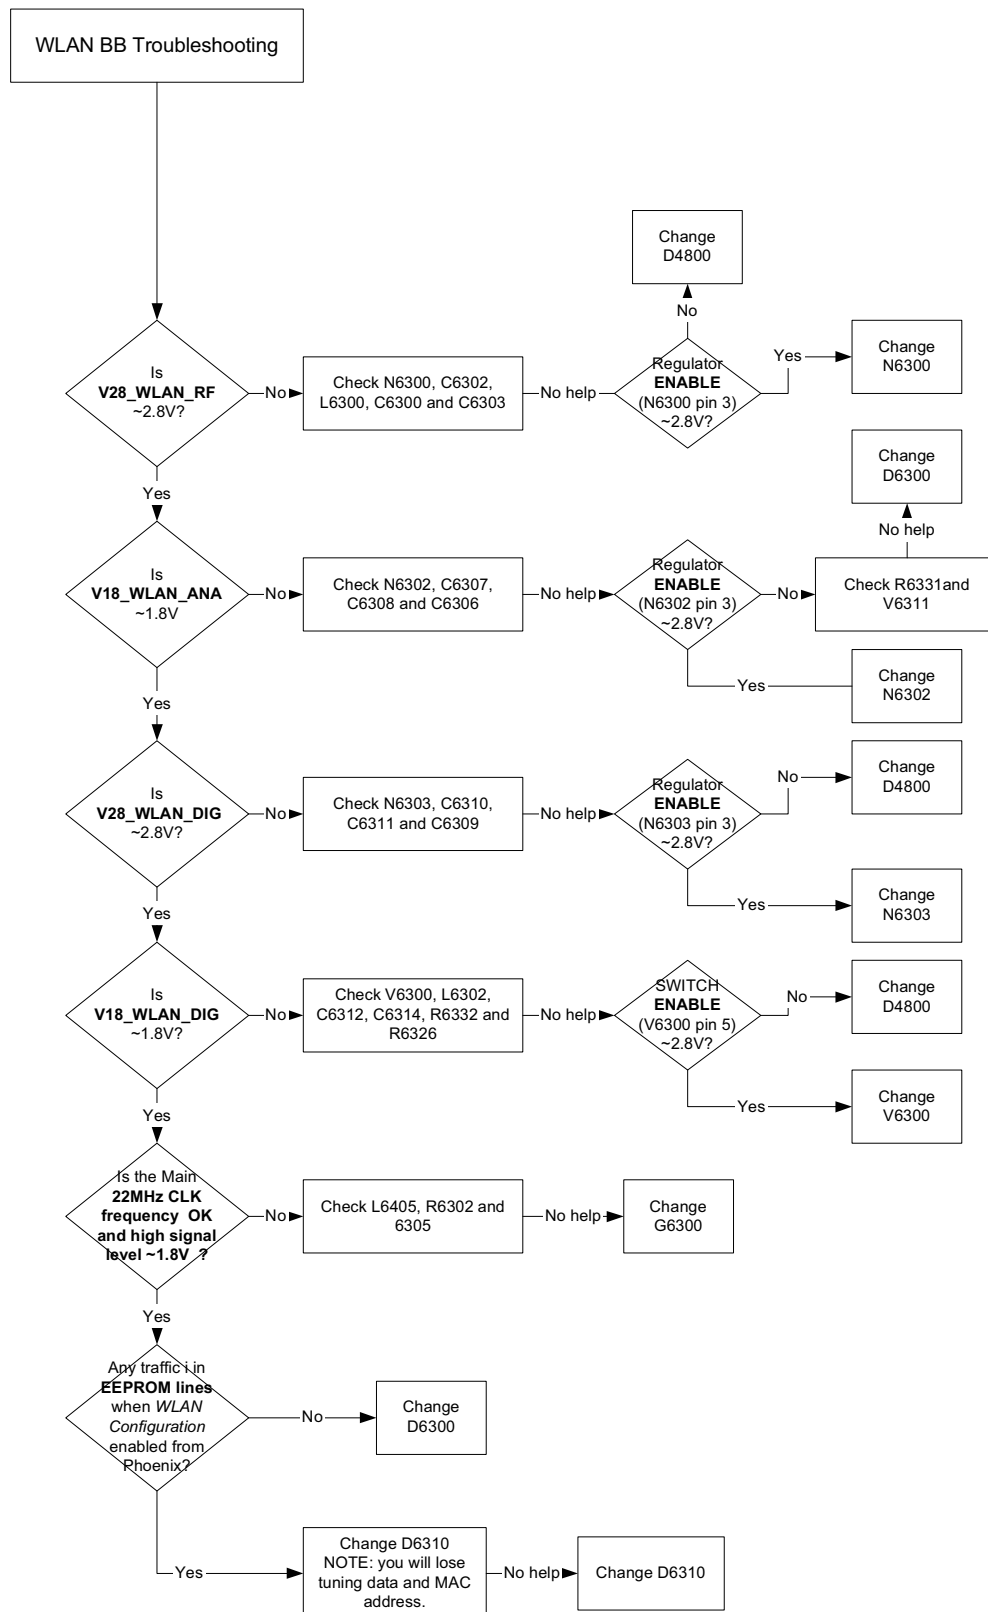 WLAN BB Troubleshooting
Change
D4800
No
Is
V28_WLAN_RF
~2.8V?
No
Check N6300, C6302,
L6300, C6300 and C6303
No help
Regulator
ENABLE
(N6300 pin 3)
~2.8V?
Yes
Change
N6300
Yes
Change
D6300
No help
Is
V18_WLAN_ANA
~1.8V
No
Check N6302, C6307,
C6308 and C6306
No help
Regulator
ENABLE
(N6302 pin 3)
~2.8V?
No
Check R6331and
V6311
Yes
Change
N6302
Yes
Is
V28_WLAN_DIG
~2.8V?
No
Check N6303, C6310,
C6311 and C6309
No help
Regulator
ENABLE
(N6303 pin 3)
~2.8V?
No
Change
D4800
Yes
Change
N6303
Yes
Is
V18_WLAN_DIG
~1.8V?
No
Check V6300, L6302,
C6312, C6314, R6332 and
R6326
No help
SWITCH
ENABLE
(V6300 pin 5)
~2.8V?
No
Change
D4800
Yes
Change
V6300
Yes
Is the Main
22MHz CLK
frequency OK
and high signal
level ~1.8V ?
No
Check L6405, R6302 and
6305
No help
Change
G6300
Yes
Any traffic i in
EEPROM lines
when WLAN
Configuration
enabled from
Phoenix?
No
Change
D6300
Yes
Change D6310
NOTE: you will lose
tuning data and MAC
address.
No help
Change D6310